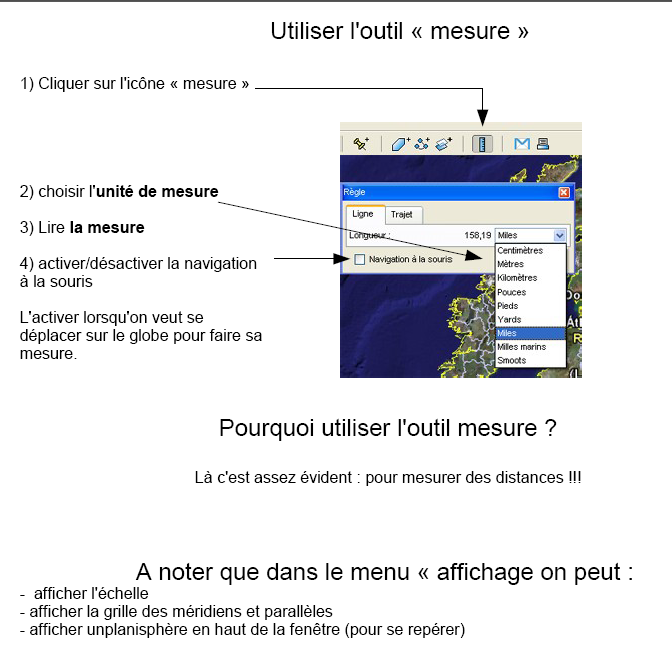 Utiliser l'outil « mesure »
1) Cliquer sur l'icône « mesure »
2) choisir l'unité de mesure
3) Lire la mesure
4) activer/désactiver la navigation
à la souris
L'activer lorsqu'on veut se
déplacer sur le globe pour faire sa
mesure.
Règle
Ligne Trajet
Longueur : 158,19 Miles
Navigation à la souris
Centimètres
Mètres
Kilomètres
Pouces
Pieds
Yards
Miles
Milles marins
Smoots
Pourquoi utiliser l'outil mesure ?
Là c'est assez évident : pour mesurer des distances !!!
A noter que dans le menu « affichage on peut :
- afficher l'échelle
- afficher la grille des méridiens et parallèles
- afficher unplanisphère en haut de la fenêtre (pour se repérer)